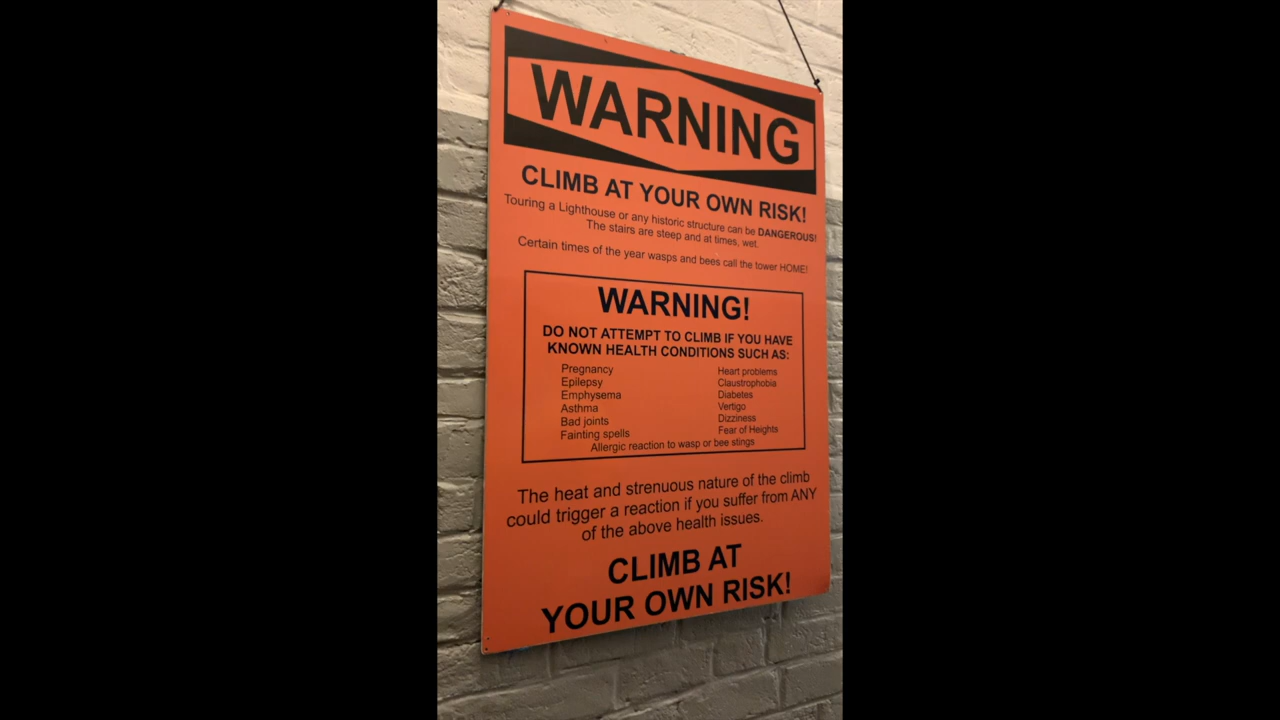 WARNING
CLIMB AT YOUR OWN RISK!
Touring a Lighthouse or any historic structure can be DANGEROUS!
The stairs are steep and at times, wet.
Certain times of the year wasps and bees call the tower HOME!
WARNING!
DO NOT ATTEMPT TO CLIMB IF YOU HAVE
KNOWN HEALTH CONDITIONS SUCH AS:
Pregnancy
Epilepsy
Emphysema
Asthma
Bad joints
Fainting spells
Heart problems
Claustrophobia
Diabetes
Vertigo
Dizziness
Fear of Heights
Allergic reaction to wasp or bee stings
The heat and strenuous nature of the climb
could trigger a reaction if you suffer from ANY
of the above health issues.
CLIMB AT
YOUR OWN RISK!